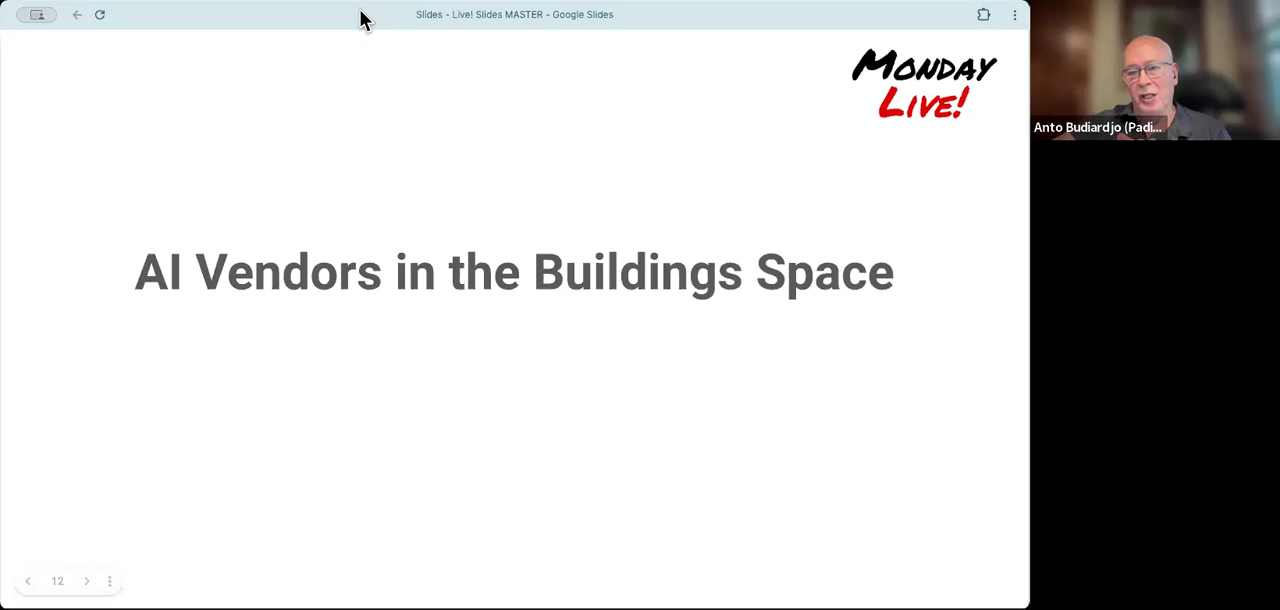 Slides - Live! Slides MASTER - Google Slides
MONDAY
LIVE!
Anto Budiardjo (Padi...
AI Vendors in the Buildings Space
12